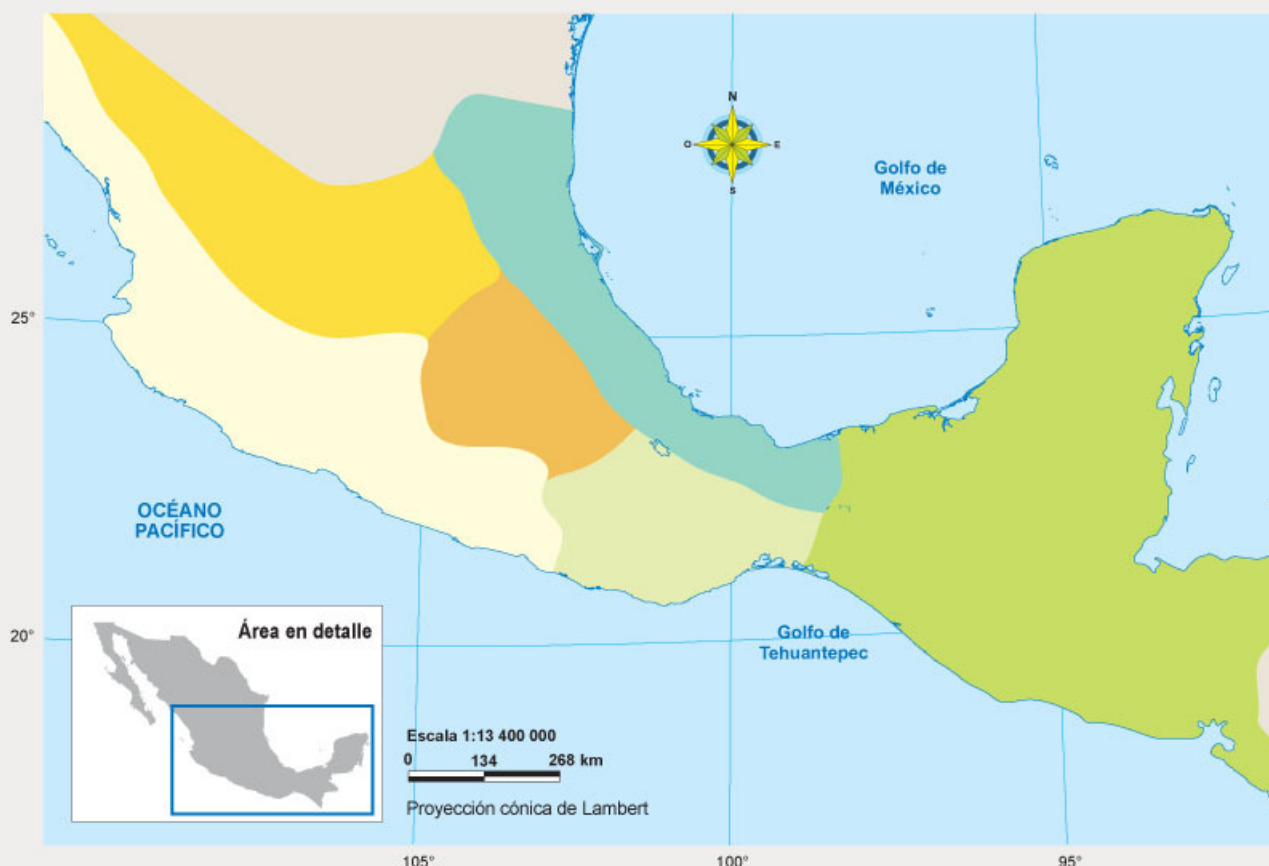 N
O
E
S
Golfo de
México
25°
OCÉANO
PACÍFICO
20°
Golfo de
Tehuantepec
Área en detalle
Escala 1:13 400 000
0 134 268 km
Proyección cónica de Lambert
105° 100° 95°